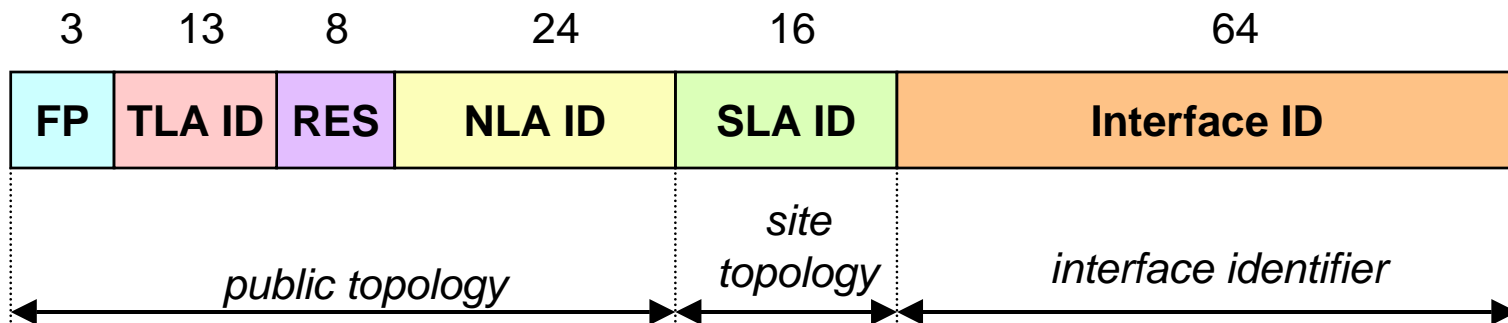 3 13 8 24 16 64
FP TLA ID RES NLA ID SLA ID Interface ID
public topology
site
topology
interface identifier